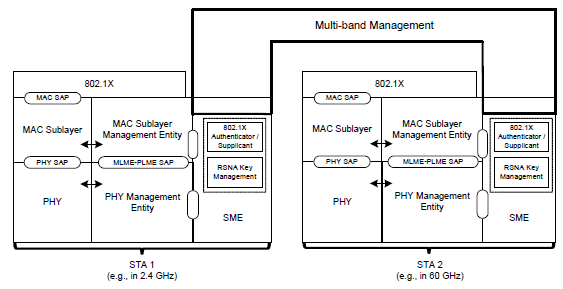 Multi-band Management
802.1X
MAC SAP
MAC Sublayer
MAC Sublayer
Management Entity
802.1X
Authenticator /
Supplicant
PHY SAP
MLME-PLME SAP
RSNA Key
Management
PHY
PHY Management
Entity
SME
STA 1
(e.g., in 2.4 GHz)
802.1X
MAC SAP
MAC Sublayer
MAC Sublayer
Management Entity
802.1X
Authenticator /
Supplicant
PHY SAP
MLME-PLME SAP
RSNA Key
Management
PHY
PHY Management
Entity
SME
STA 2
(e.g., in 60 GHz)